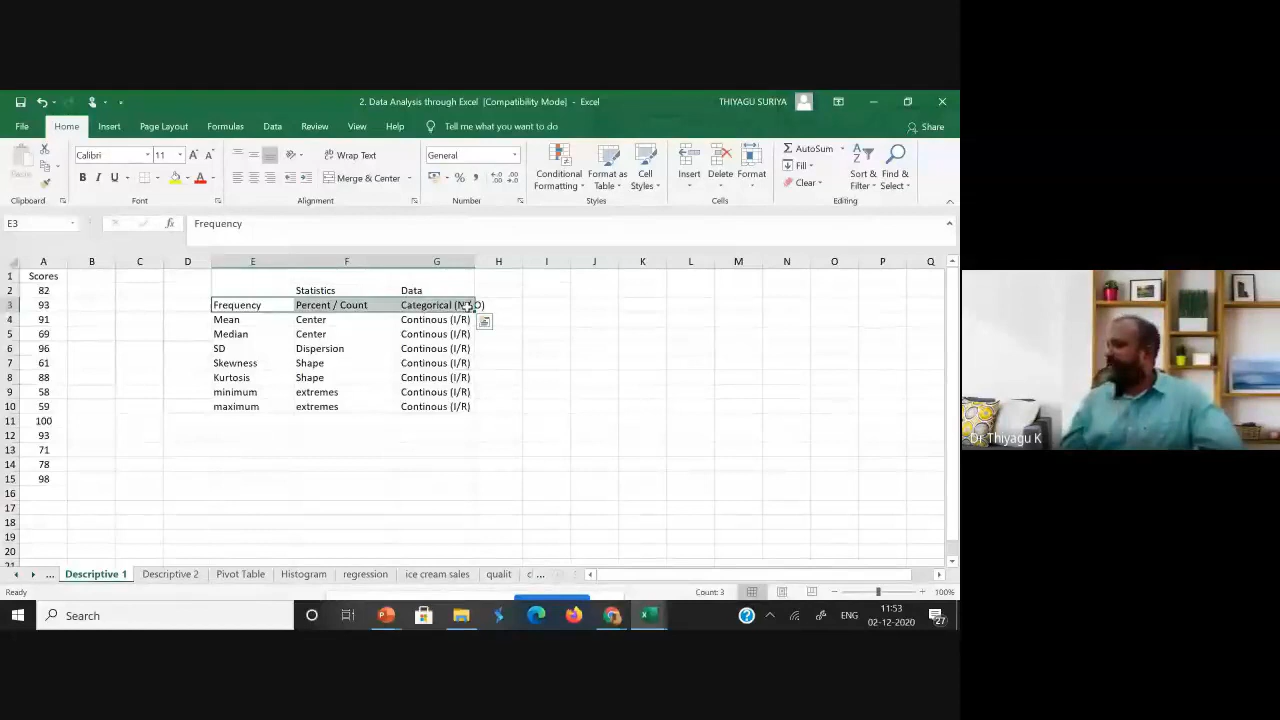 2. Data Analysis through Excel [Compatibility Mode] - Excel
THIYAGU SURIYA
File Home Insert Page Layout Formulas Data Review View Help Tell me what you want to do
Share
Paste
Clipboard
Calibri 11
B I U
Font
Wrap Text
Merge & Center
Alignment
General
Number
Conditional Formatting
Format as Table
Cell Styles
Styles
Insert Delete Format
Cells
AutoSum
Fill
Clear
Sort & Filter
Find & Select
Editing
E3 fx Frequency
A B C D E F G H I J K L M N O P Q
1 Scores
2 82 Statistics Data
3 93 Frequency Percent / Count Categorical
4 91 Mean Center Continous (I/R)
5 69 Median Center Continous (I/R)
6 96 SD Dispersion Continous (I/R)
7 61 Skewness Shape Continous (I/R)
8 88 Kurtosis Shape Continous (I/R)
9 58 minimum extremes Continous (I/R)
10 59 maximum extremes Continous (I/R)
11 100
12 93
13 71
14 78
15 98
16
17
18
19
20
... Descriptive 1 Descriptive 2 Pivot Table Histogram regression ice cream sales qualit c ...
Ready Count: 3 100%
Search
ENG
11:53
02-12-2020
27
Dr Thiyagu K